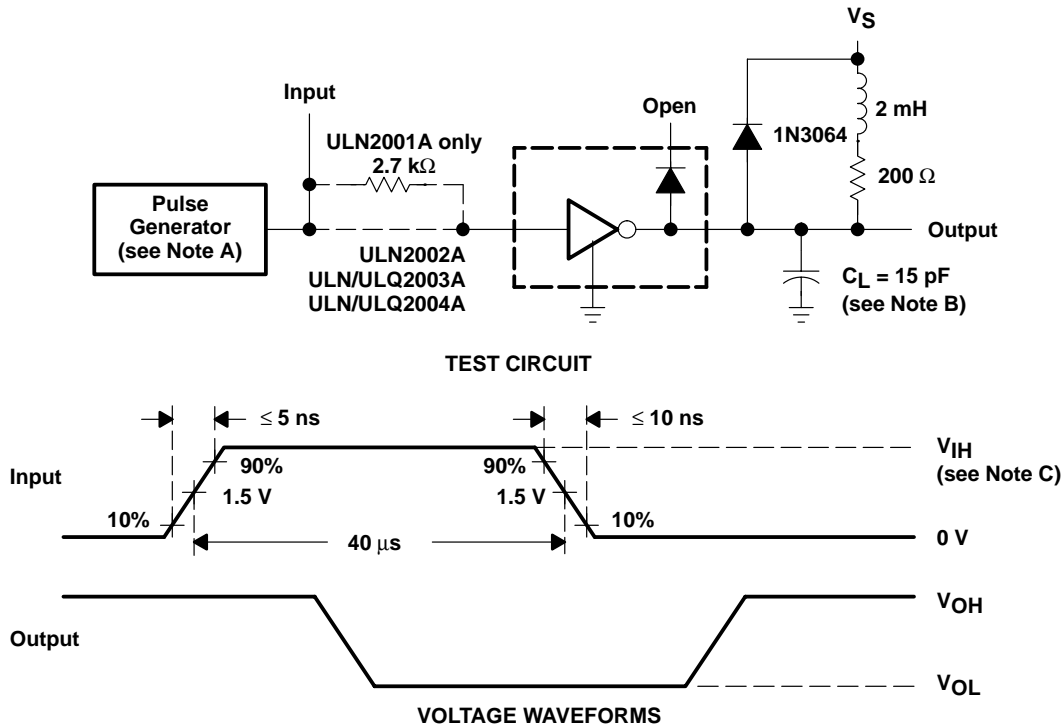 VS
Input
Open
2 mH
1N3064
ULN2001A only
2.7 kΩ
200 Ω
Pulse
Generator
(see Note A)
Output
ULN2002A
ULN/ULQ2003A
ULN/ULQ2004A
CL = 15 pF
(see Note B)
TEST CIRCUIT
≤ 5 ns
≤ 10 ns
VIH
(see Note C)
Input
90%
90%
1.5 V
1.5 V
10%
10%
40 μs
0 V
VOH
Output
VOL
VOLTAGE WAVEFORMS